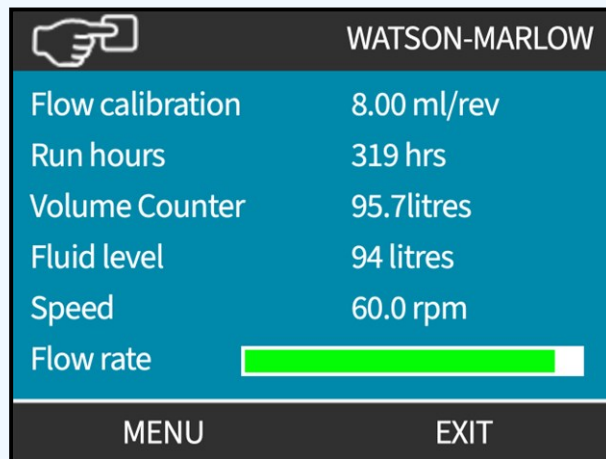 WATSON-MARLOW
Flow calibration 8.00 ml/rev
Run hours 319 hrs
Volume Counter 95.7litres
Fluid level 94 litres
Speed 60.0 rpm
Flow rate
MENU EXIT